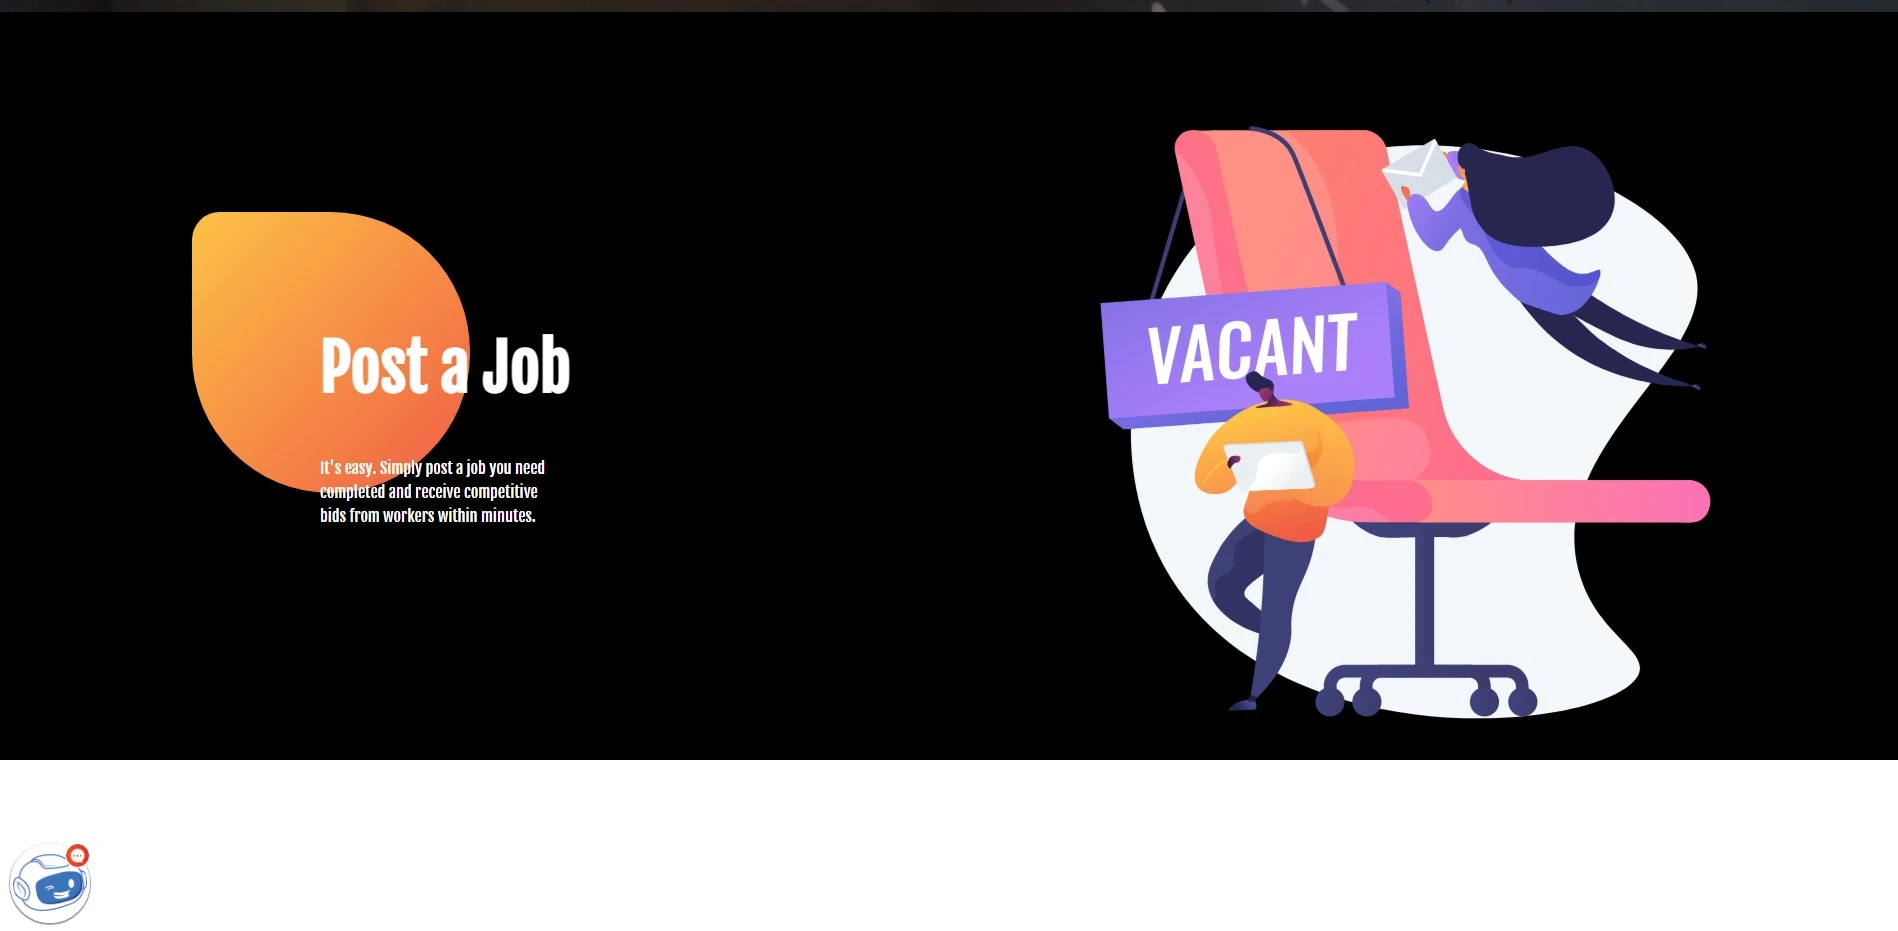 Post a Job
It's easy. Simply post a job you need
completed and receive competitive
bids from workers within minutes.
VACANT